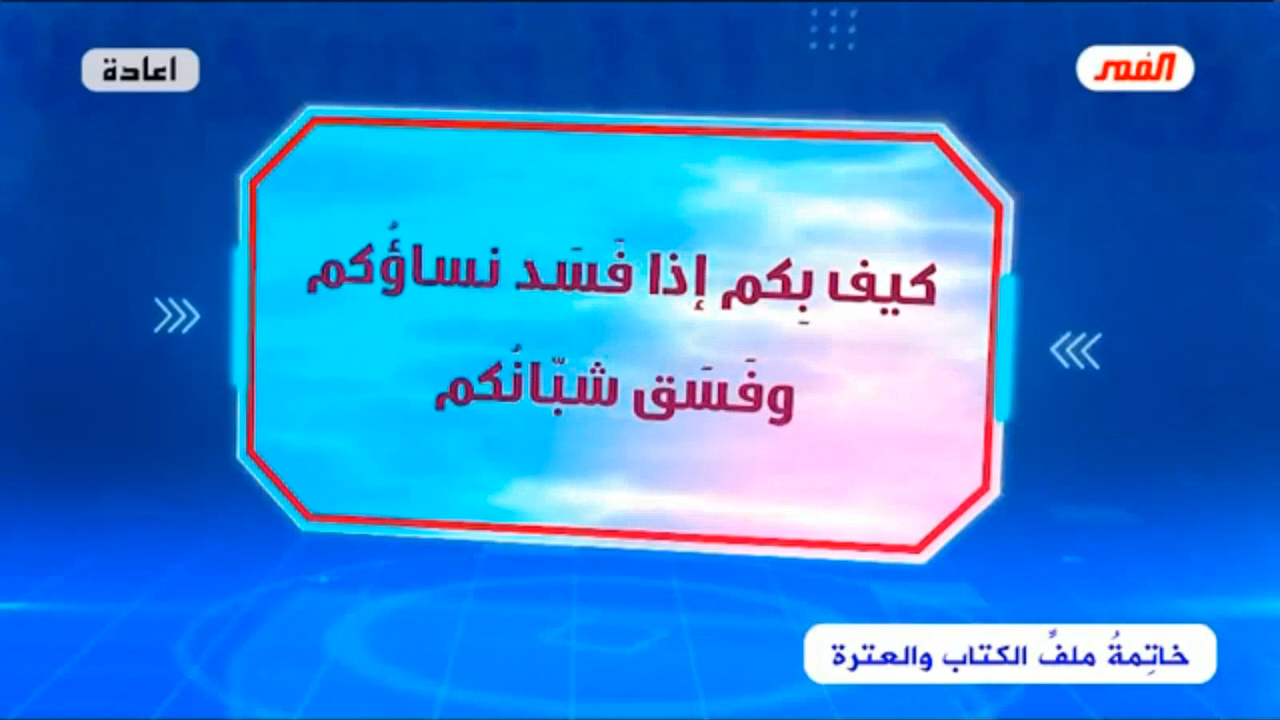 القمر
اعادة
كيف بِكم إذا فَسَد نساؤُكم
وفَسَق شبّانُكم
خاتِمةُ ملفِّ الكتاب والعترة